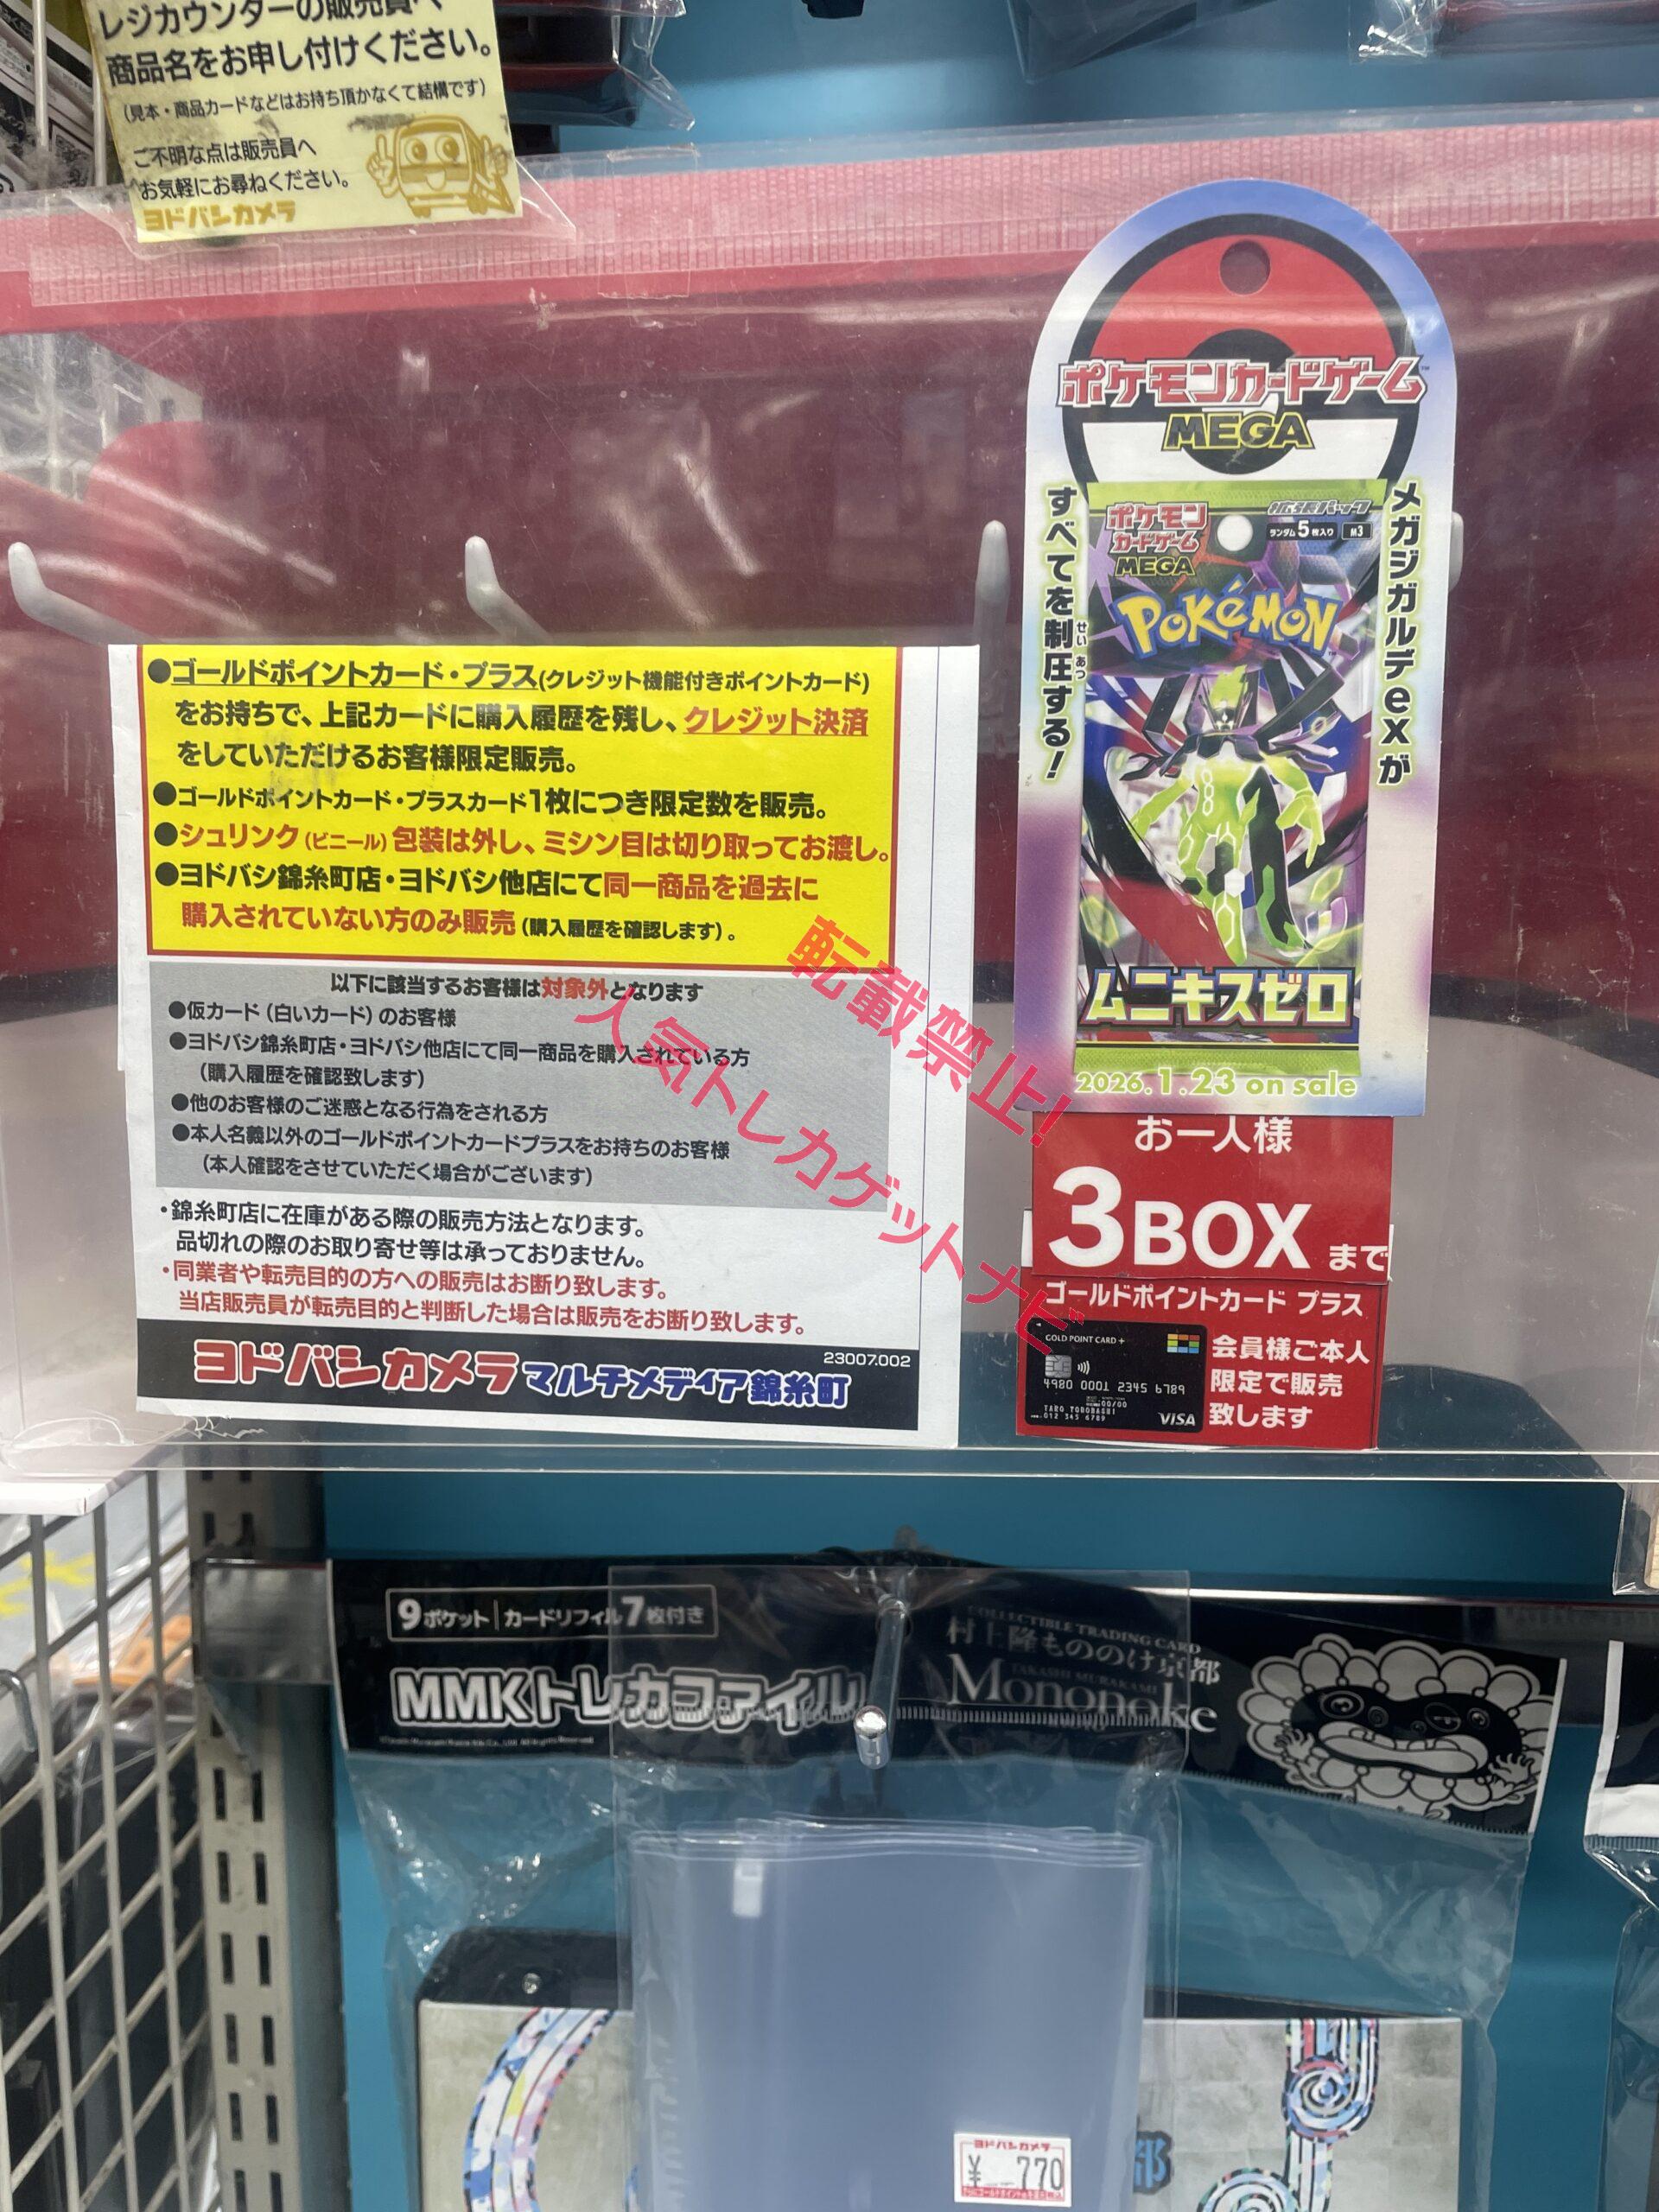 レジカウンターの販売員へ
商品名をお申し付けください。
(見本・商品カードなどはお持ち頂かなくて結構です)
ご不明な点は販売員へ
お気軽にお尋ねください。
ヨドバシカメラ
●ゴールドポイントカード・プラス(クレジット機能付きポイントカード)
をお持ちで、上記カードに購入履歴を残し、クレジット決済
をしていただけるお客様限定販売。
●ゴールドポイントカード・プラスカード1枚につき限定数を販売。
●シュリンク(ビニール)包装は外し、ミシン目は切り取ってお渡し。
●ヨドバシ錦糸町店・ヨドバシ他店にて同一商品を過去に
購入されていない方のみ販売(購入履歴を確認します)。
以下に該当するお客様は対象外となります
●仮カード(白いカード)のお客様
●ヨドバシ錦糸町店・ヨドバシ他店にて同一商品を購入されている方
(購入履歴を確認致します)
●他のお客様のご迷惑となる行為をされる方
●本人名義以外のゴールドポイントカードプラスをお持ちのお客様
(本人確認をさせていただく場合がございます)
・錦糸町店に在庫がある際の販売方法となります。
品切れの際のお取り寄せ等は承っておりません。
・同業者や転売目的の方への販売はお断り致します。
当店販売員が転売目的と判断した場合は販売をお断り致します。
23007.002
ヨドバシカメラ マルチメディア錦糸町
転載禁止!
人気トレカゲットナビ
ポケモンカードゲーム
MEGA
メガジガルデexが
すべてを制圧する!
せいあつ
ポケモン
カードゲーム
MEGA
拡張パック
ランダム5枚入り M3
POKéMON
ムニキスゼロ
2026.1.23 on sale
お一人様
3BOXまで
ゴールドポイントカード プラス
会員様ご本人
限定で販売
致します
GOLD POINT CARD +
4980 0001 2345 6789
00/00
TARO YODOBASHI
012 345 6789
VISA
9ポケット|カードリフィル7枚付き
MMKトレカファイル
COLLECTIBLE TRADING CARD
村上隆もののけ京都
TAKASHI MURAKAMI
Mononoke
ヨドバシカメラ
¥ 770
都